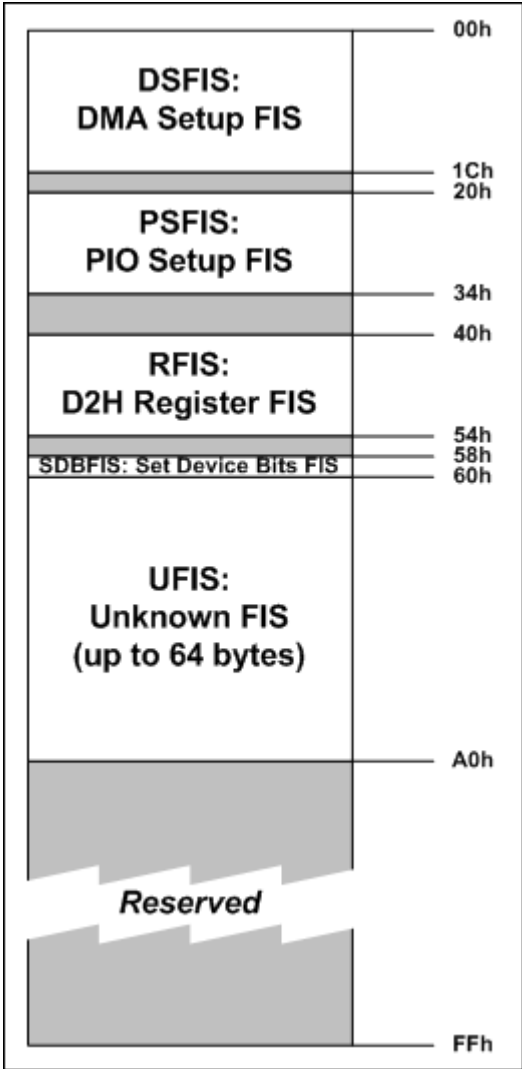 00h
DSFIS:
DMA Setup FIS
1Ch
20h
PSFIS:
PIO Setup FIS
34h
40h
RFIS:
D2H Register FIS
54h
58h
SDBFIS: Set Device Bits FIS
60h
UFIS:
Unknown FIS
(up to 64 bytes)
A0h
Reserved
FFh